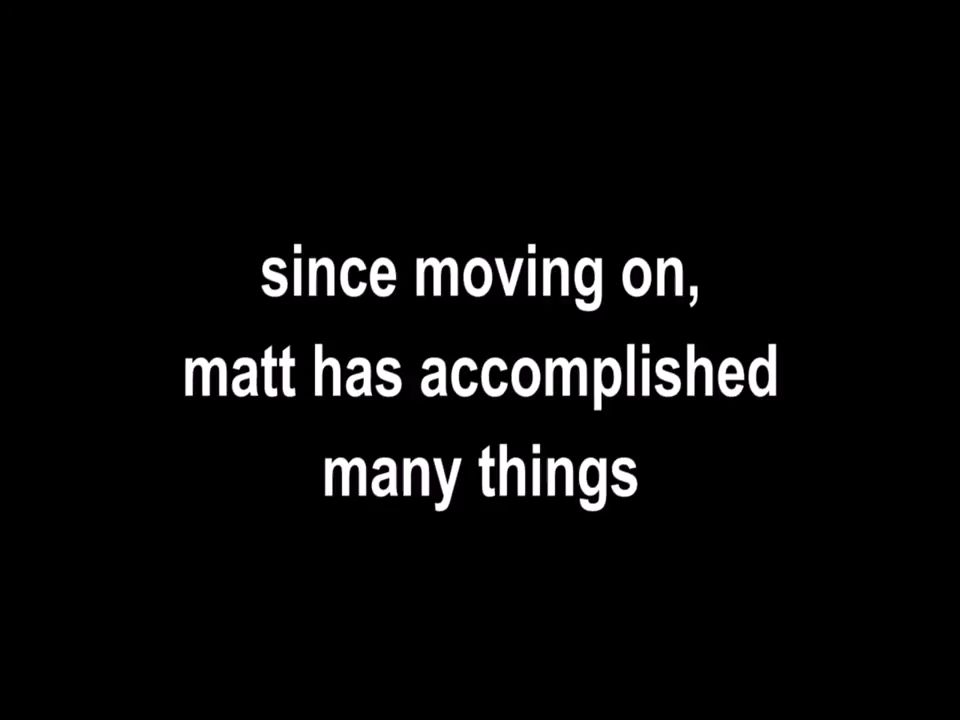 since moving on,
matt has accomplished
many things